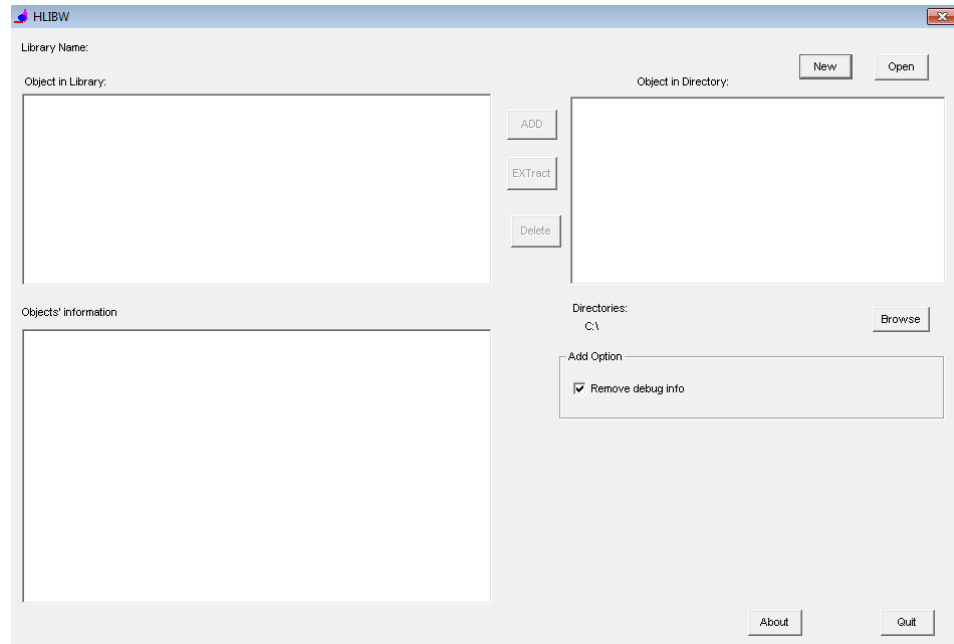 HLIBW
Library Name:
New
Open
Object in Library:
Object in Directory:
ADD
EXTract
Delete
Objects' information
Directories:
C:\
Browse
Add Option
Remove debug info
About
Quit